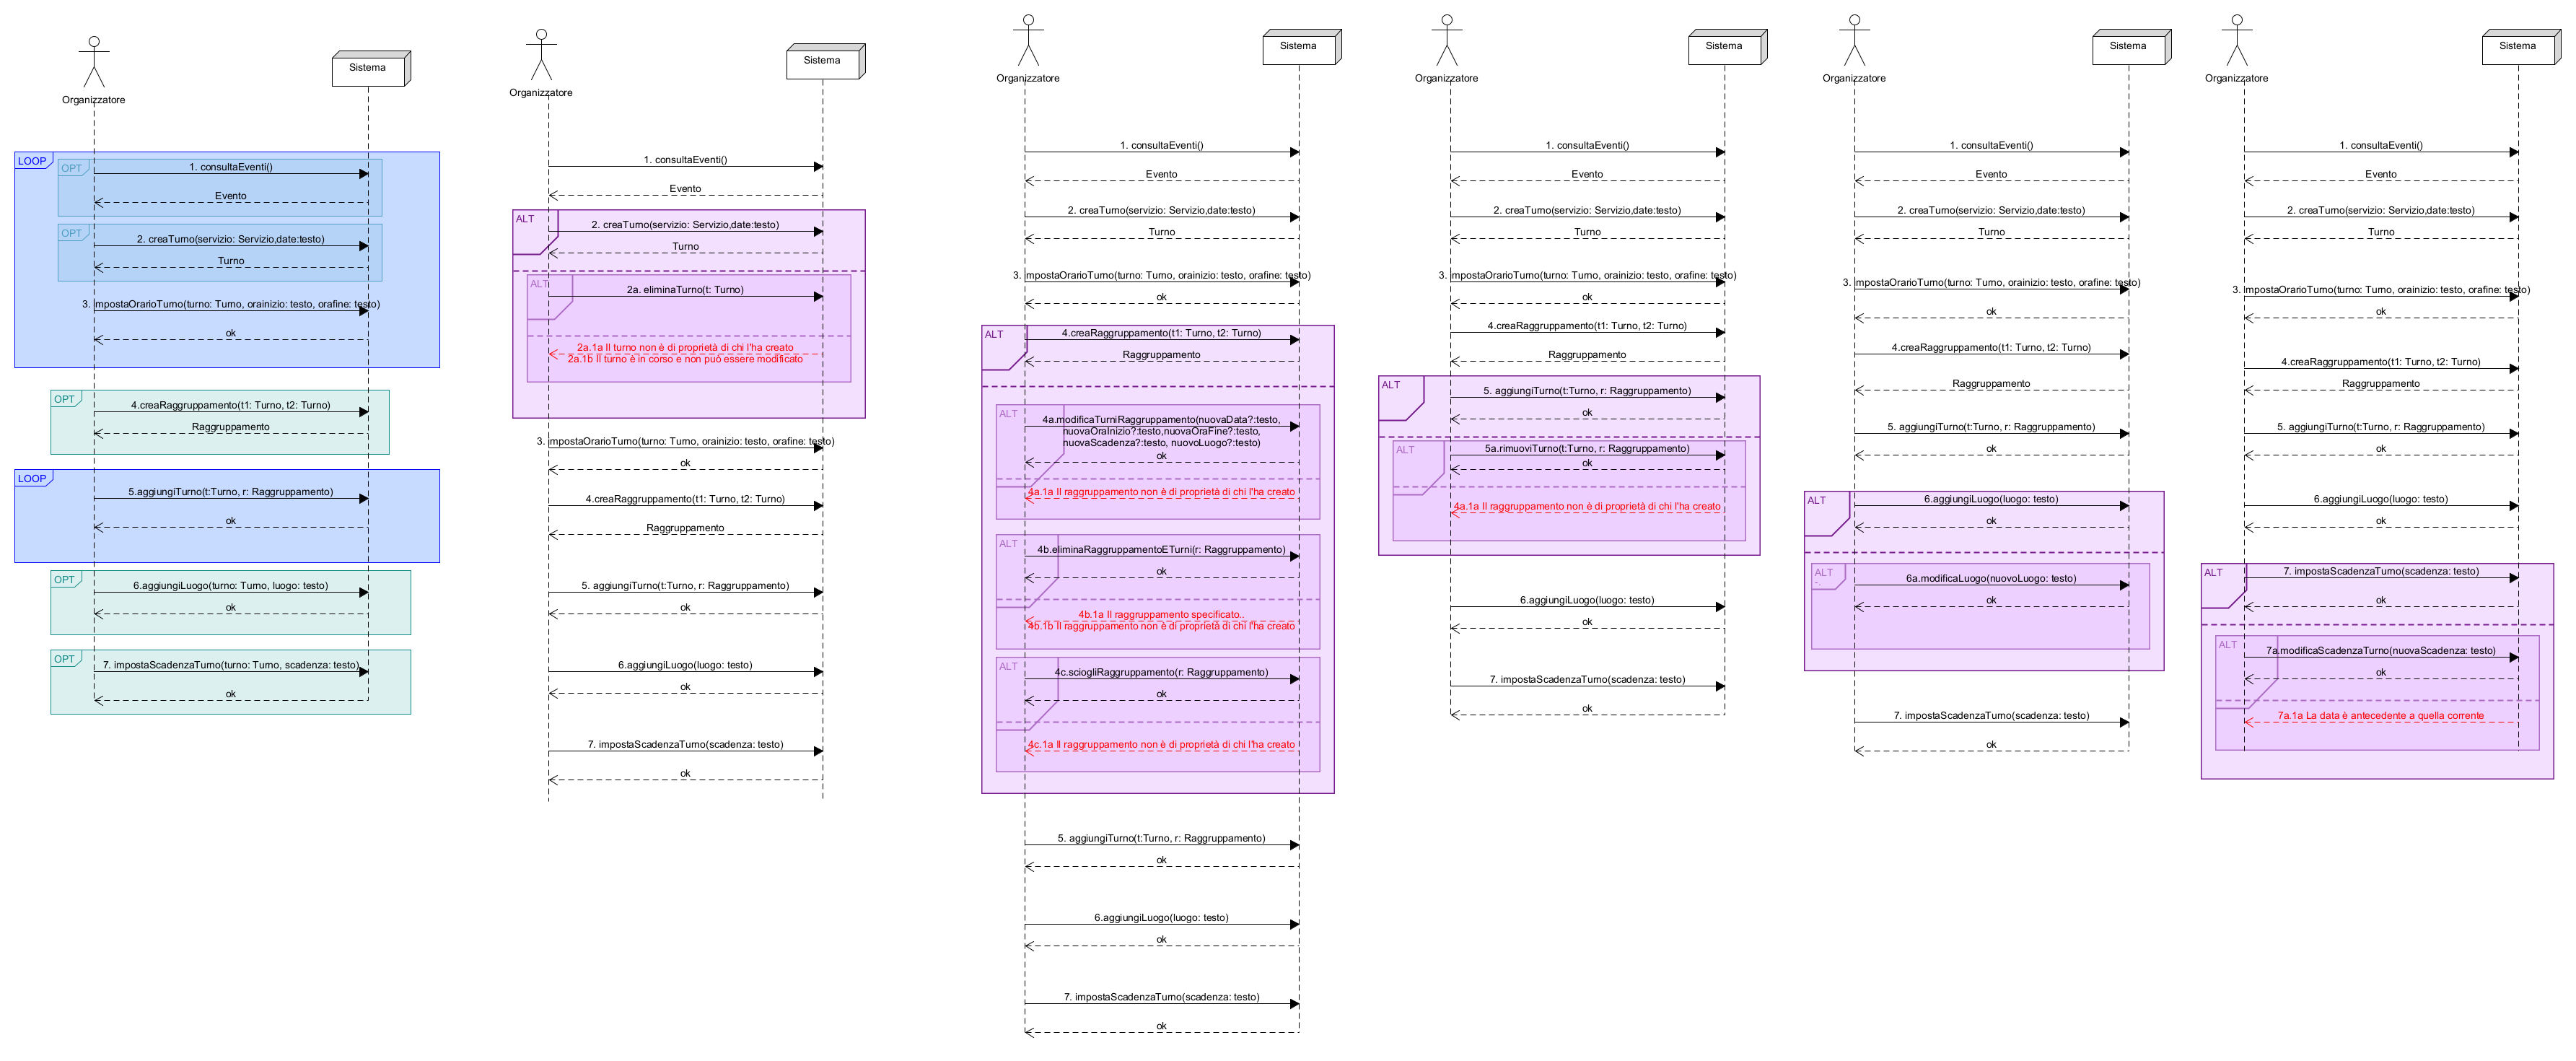 Organizzatore
Sistema
LOOP
OPT
1. consultaEventi()
Evento
OPT
2. creaTurno(servizio: Servizio,date:testo)
Turno
3. impostaOrarioTurno(turno: Turno, orainizio: testo, orafine: testo)
ok
OPT
4.creaRaggruppamento(t1: Turno, t2: Turno)
Raggruppamento
LOOP
5.aggiungiTurno(t:Turno, r: Raggruppamento)
ok
OPT
6.aggiungiLuogo(turno: Turno, luogo: testo)
ok
OPT
7. impostaScadenzaTurno(turno: Turno, scadenza: testo)
ok
Organizzatore
Sistema
1. consultaEventi()
Evento
ALT
2. creaTurno(servizio: Servizio,date:testo)
Turno
ALT
2a. eliminaTurno(t: Turno)
2a.1a Il turno non è di proprietà di chi l'ha creato
2a.1b Il turno è in corso e non può essere modificato
3. impostaOrarioTurno(turno: Turno, orainizio: testo, orafine: testo)
ok
4.creaRaggruppamento(t1: Turno, t2: Turno)
Raggruppamento
5. aggiungiTurno(t:Turno, r: Raggruppamento)
ok
6.aggiungiLuogo(luogo: testo)
ok
7. impostaScadenzaTurno(scadenza: testo)
ok
Organizzatore
Sistema
1. consultaEventi()
Evento
2. creaTurno(servizio: Servizio,date:testo)
Turno
3. impostaOrarioTurno(turno: Turno, orainizio: testo, orafine: testo)
ok
ALT
4.creaRaggruppamento(t1: Turno, t2: Turno)
Raggruppamento
ALT
4a.modificaTurniRaggruppamento(nuovaData?:testo,
nuovaOraInizio?:testo,nuovaOraFine?:testo,
nuovaScadenza?:testo, nuovoLuogo?:testo)
ok
4a.1a Il raggruppamento non è di proprietà di chi l'ha creato
ALT
4b.eliminaRaggruppamentoETurni(r: Raggruppamento)
ok
4b.1a Il raggruppamento specificato..
4b.1b Il raggruppamento non è di proprietà di chi l'ha creato
ALT
4c.sciogliRaggruppamento(r: Raggruppamento)
ok
4c.1a Il raggruppamento non è di proprietà di chi l'ha creato
5. aggiungiTurno(t:Turno, r: Raggruppamento)
ok
6.aggiungiLuogo(luogo: testo)
ok
7. impostaScadenzaTurno(scadenza: testo)
ok
Organizzatore
Sistema
1. consultaEventi()
Evento
2. creaTurno(servizio: Servizio,date:testo)
Turno
3. impostaOrarioTurno(turno: Turno, orainizio: testo, orafine: testo)
ok
4.creaRaggruppamento(t1: Turno, t2: Turno)
Raggruppamento
ALT
5. aggiungiTurno(t:Turno, r: Raggruppamento)
ok
ALT
5a.rimuoviTurno(t:Turno, r: Raggruppamento)
ok
4a.1a Il raggruppamento non è di proprietà di chi l'ha creato
6.aggiungiLuogo(luogo: testo)
ok
7. impostaScadenzaTurno(scadenza: testo)
ok
Organizzatore
Sistema
1. consultaEventi()
Evento
2. creaTurno(servizio: Servizio,date:testo)
Turno
3. impostaOrarioTurno(turno: Turno, orainizio: testo, orafine: testo)
ok
4.creaRaggruppamento(t1: Turno, t2: Turno)
Raggruppamento
5. aggiungiTurno(t:Turno, r: Raggruppamento)
ok
ALT
6.aggiungiLuogo(luogo: testo)
ok
ALT
-.
6a.modificaLuogo(nuovoLuogo: testo)
ok
7. impostaScadenzaTurno(scadenza: testo)
ok
Organizzatore
Sistema
1. consultaEventi()
Evento
2. creaTurno(servizio: Servizio,date:testo)
Turno
3. impostaOrarioTurno(turno: Turno, orainizio: testo, orafine: testo)
ok
4.creaRaggruppamento(t1: Turno, t2: Turno)
Raggruppamento
5. aggiungiTurno(t:Turno, r: Raggruppamento)
ok
6.aggiungiLuogo(luogo: testo)
ok
ALT
7. impostaScadenzaTurno(scadenza: testo)
ok
ALT
7a.modificaScadenzaTurno(nuovaScadenza: testo)
ok
7a.1a La data è antecedente a quella corrente